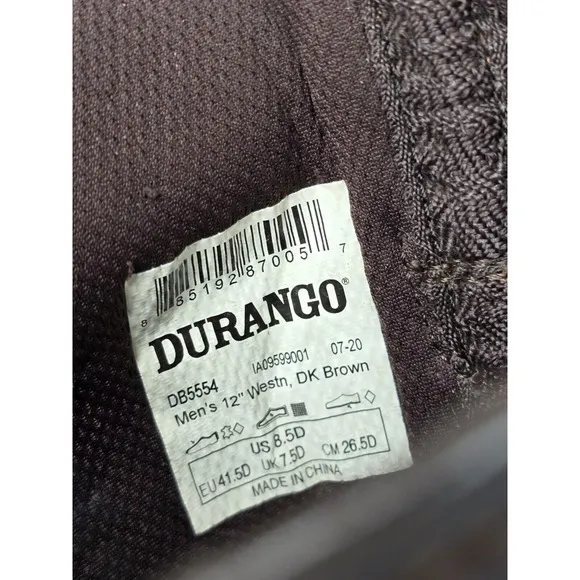 8 85192 87005 7
DURANGO®
DB5554 IA09599001 07-20
Men's 12" Westn, DK Brown
US 8.5D
EU 41.5D UK 7.5D CM 26.5D
MADE IN CHINA